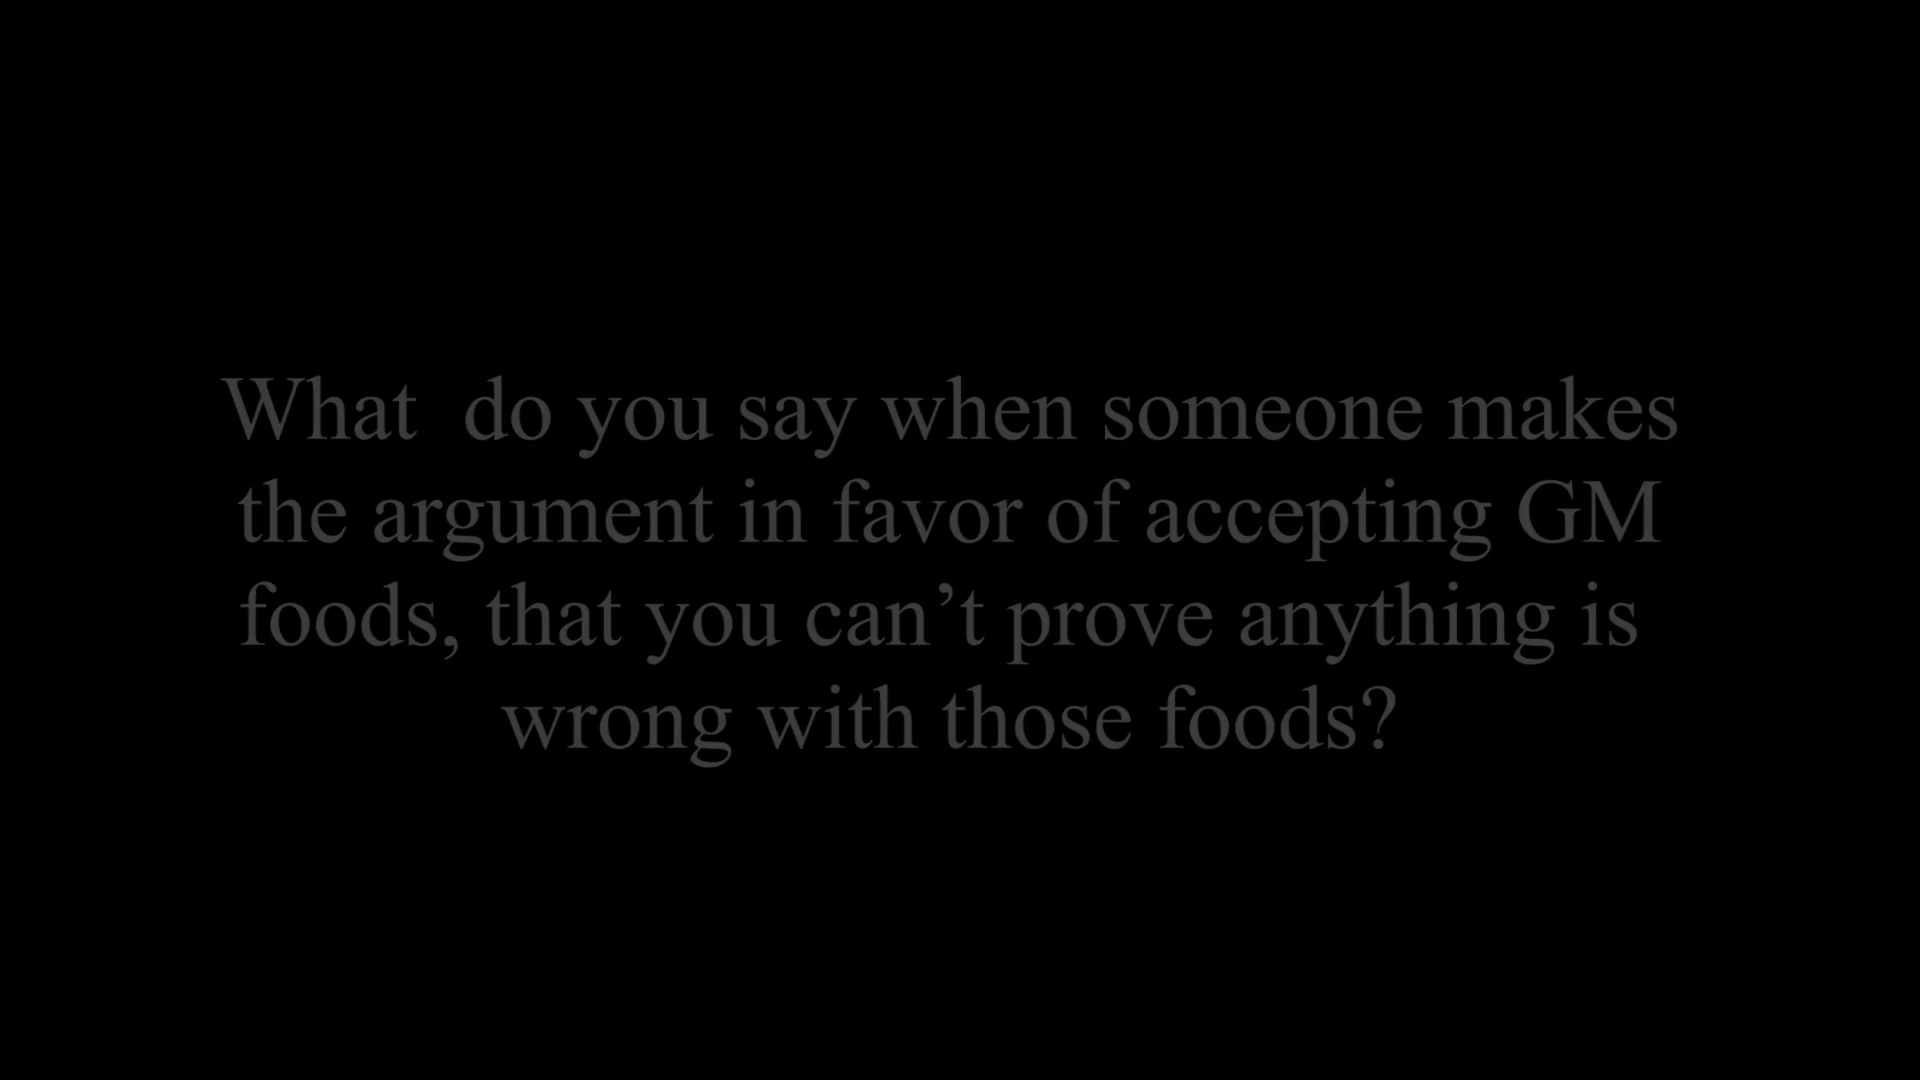 What  do you say when someone makes
the argument in favor of accepting GM
foods, that you can’t prove anything is
wrong with those foods?